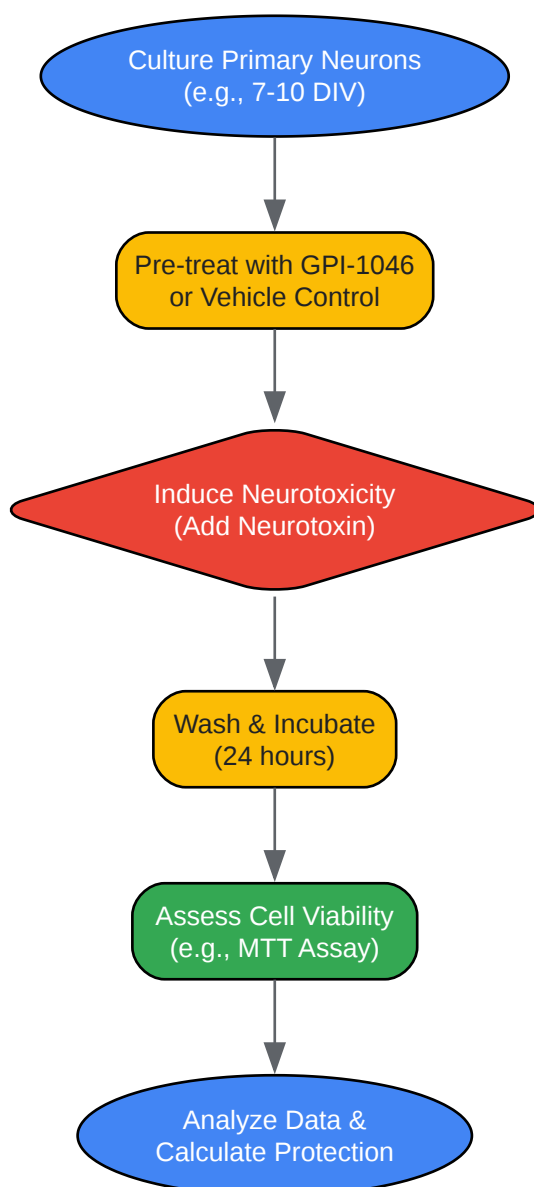 Culture Primary Neurons
(e.g., 7-10 DIV)
Pre-treat with GPI-1046
or Vehicle Control
Induce Neurotoxicity
(Add Neurotoxin)
Wash & Incubate
(24 hours)
Assess Cell Viability
(e.g., MTT Assay)
Analyze Data &
Calculate Protection